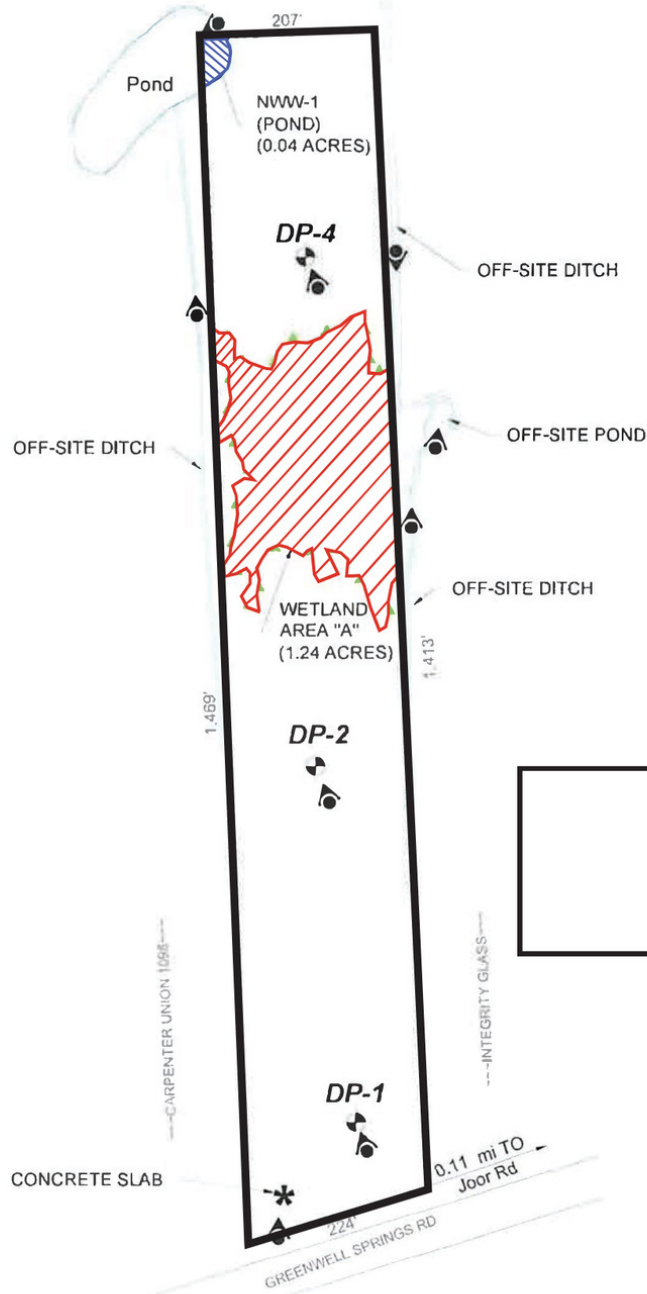 207'
Pond
NWW-1
(POND)
(0.04 ACRES)
DP-4
OFF-SITE DITCH
OFF-SITE POND
OFF-SITE DITCH
OFF-SITE DITCH
WETLAND
AREA "A"
(1.24 ACRES)
1.413'
1.469'
DP-2
---CARPENTER UNION 1098---
---INTEGRITY GLASS---
DP-1
0.11 mi TO
Joor Rd
CONCRETE SLAB
224'
GREENWELL SPRINGS RD